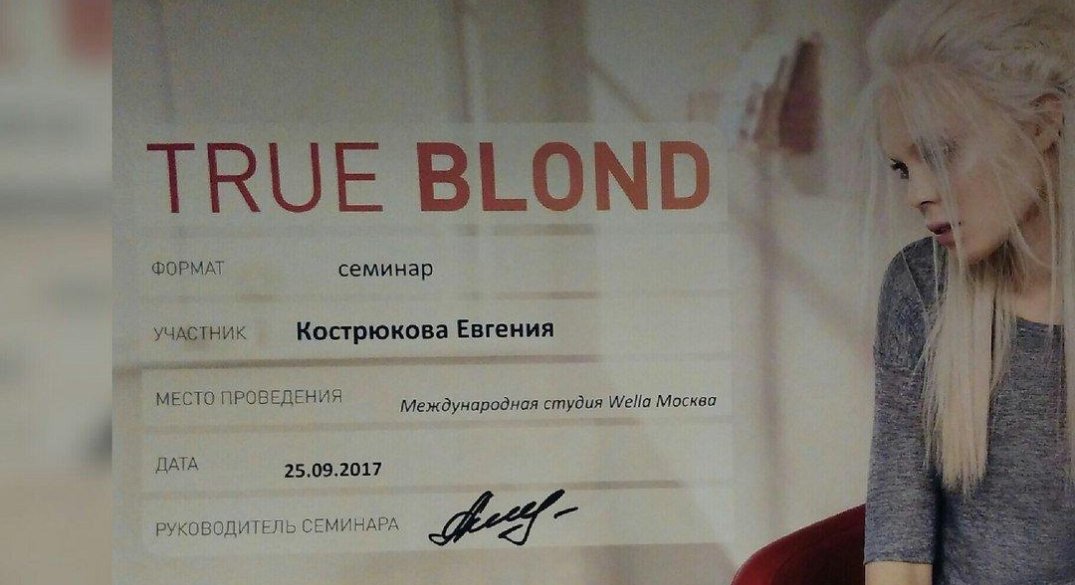 TRUE BLOND
ФОРМАТ семинар
УЧАСТНИК Кострюкова Евгения
МЕСТО ПРОВЕДЕНИЯ Международная студия Wella Москва
ДАТА 25.09.2017
РУКОВОДИТЕЛЬ СЕМИНАРА